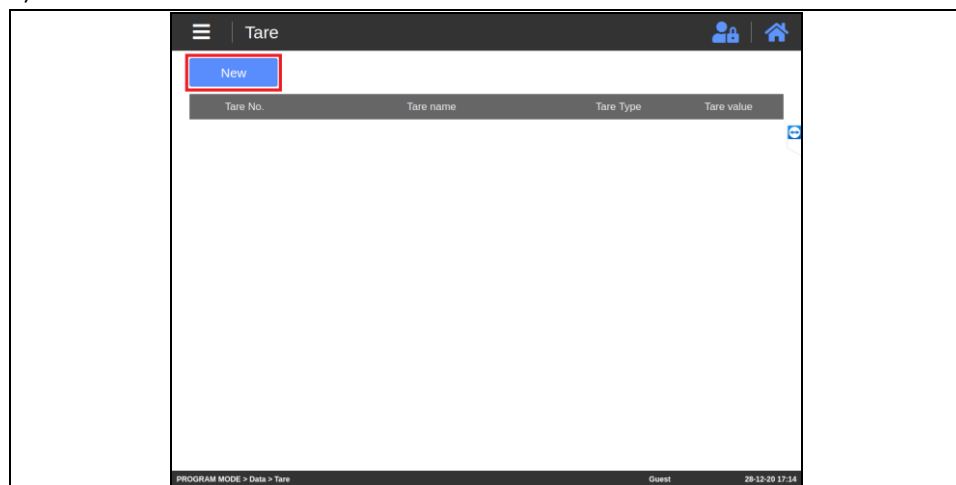 Tare
New
Tare No. Tare name Tare Type Tare value
PROGRAM MODE > Data > Tare Guest 28-12-20 17:14